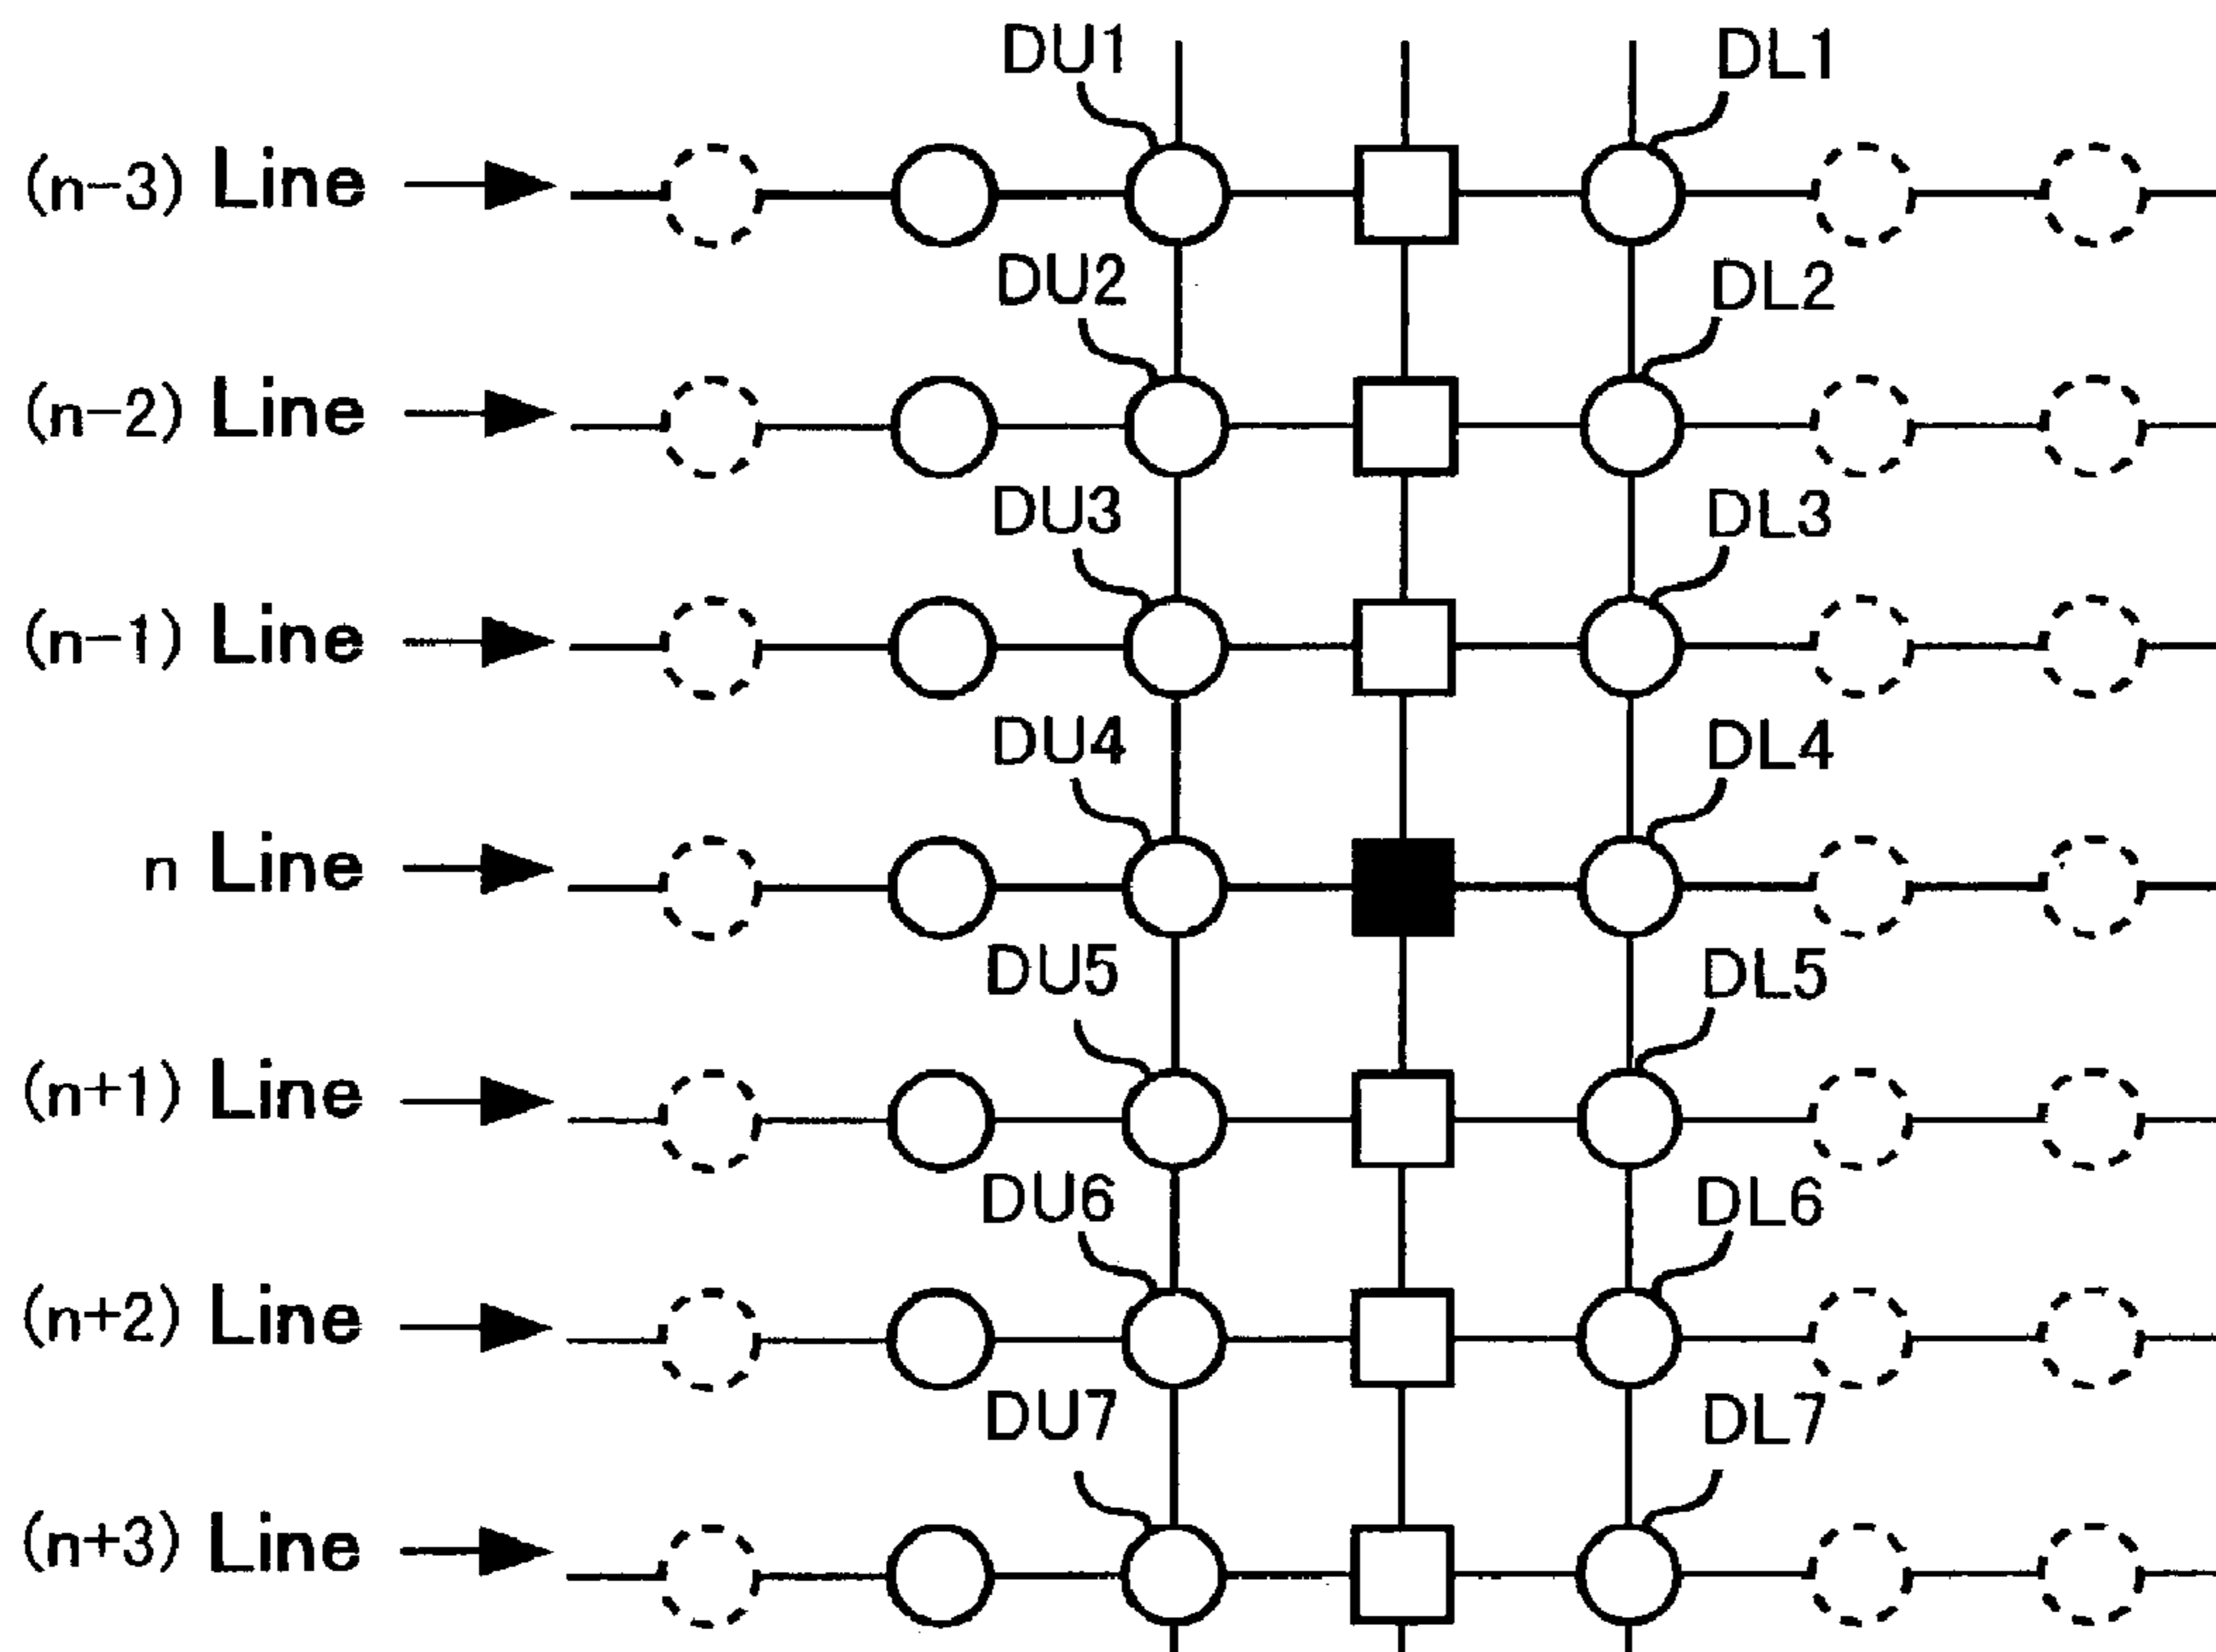 DU1 DL1
(n-3) Line
DU2 DL2
(n-2) Line
DU3 DL3
(n-1) Line
DU4 DL4
n Line
DU5 DL5
(n+1) Line
DU6 DL6
(n+2) Line
DU7 DL7
(n+3) Line